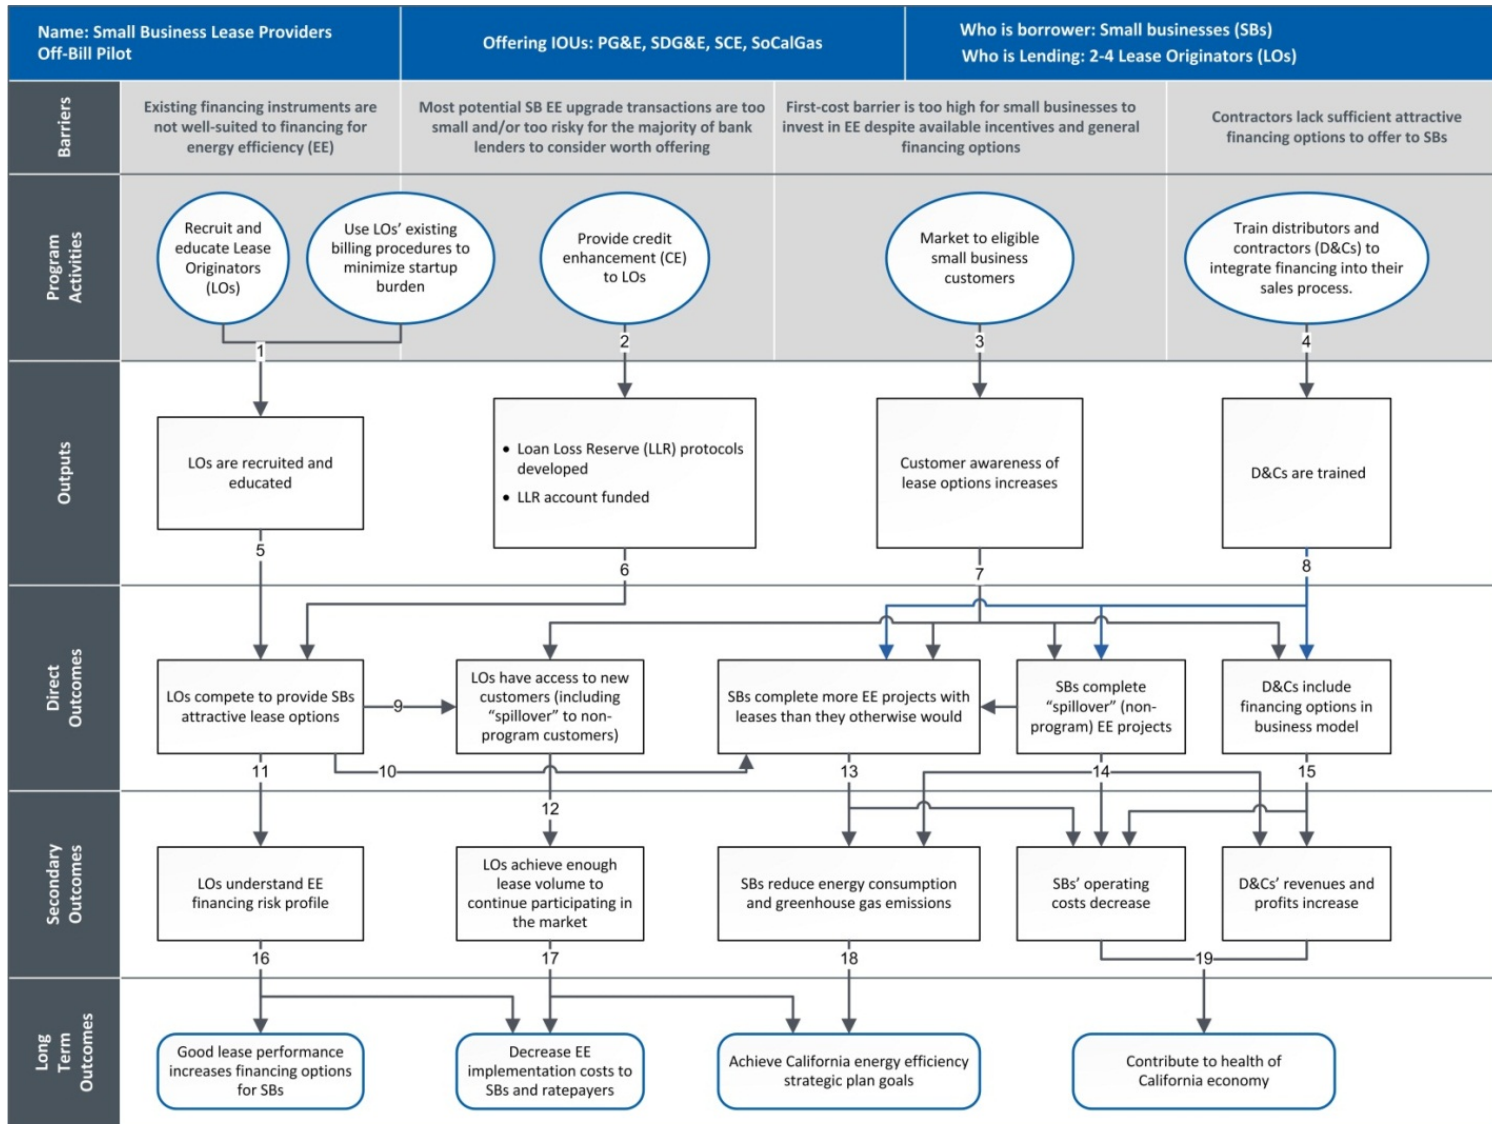 Name: Small Business Lease Providers
Off-Bill Pilot
Offering IOUs: PG&E, SDG&E, SCE, SoCalGas
Who is borrower: Small businesses (SBs)
Who is Lending: 2-4 Lease Originators (LOs)
Barriers
Existing financing instruments are
not well-suited to financing for
energy efficiency (EE)
Most potential SB EE upgrade transactions are too
small and/or too risky for the majority of bank
lenders to consider worth offering
First-cost barrier is too high for small businesses to
invest in EE despite available incentives and general
financing options
Contractors lack sufficient attractive
financing options to offer to SBs
Program
Activities
Recruit and
educate Lease
Originators
(LOs)
Use LOs’ existing
billing procedures to
minimize startup
burden
Provide credit
enhancement (CE)
to LOs
Market to eligible
small business
customers
Train distributors and
contractors (D&Cs) to
integrate financing into their
sales process.
1
2
3
4
Outputs
LOs are recruited and
educated
• Loan Loss Reserve (LLR) protocols
developed
• LLR account funded
Customer awareness of
lease options increases
D&Cs are trained
5
6
7
8
Direct
Outcomes
LOs compete to provide SBs
attractive lease options
9
LOs have access to new
customers (including
“spillover” to non-
program customers)
SBs complete more EE projects with
leases than they otherwise would
SBs complete
“spillover” (non-
program) EE projects
D&Cs include
financing options in
business model
11
10
13
14
15
12
Secondary
Outcomes
LOs understand EE
financing risk profile
LOs achieve enough
lease volume to
continue participating in
the market
SBs reduce energy consumption
and greenhouse gas emissions
SBs’ operating
costs decrease
D&Cs’ revenues and
profits increase
16
17
18
19
Long
Term
Outcomes
Good lease performance
increases financing options
for SBs
Decrease EE
implementation costs to
SBs and ratepayers
Achieve California energy efficiency
strategic plan goals
Contribute to health of
California economy